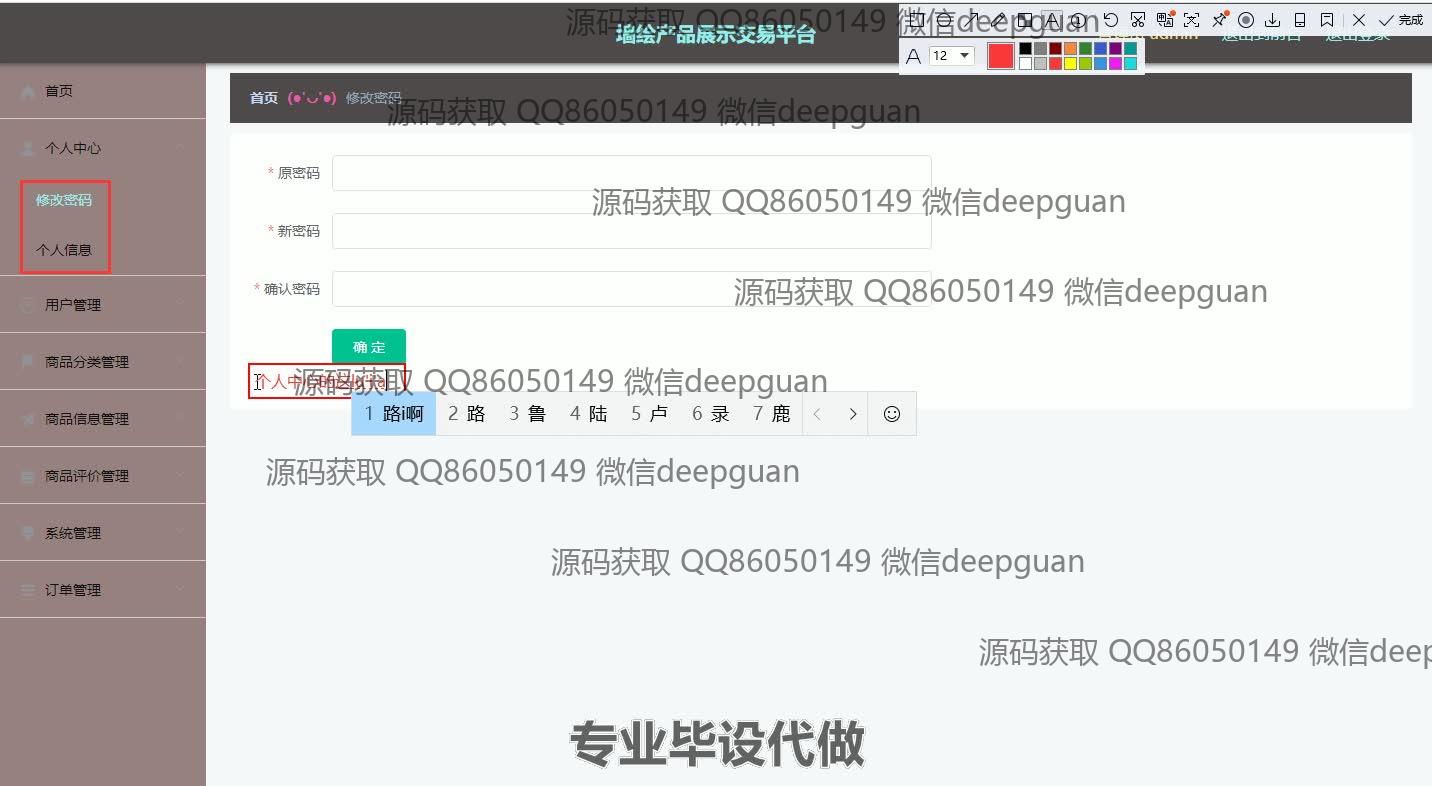 源码获取 QQ86050149 微信deepguan
墙绘产品展示交易平台
完成
admin
退出到前台
退出登录
A 12
首页
首页 (●'◡'●) 修改密码
源码获取 QQ86050149 微信deepguan
个人中心
* 原密码
修改密码
源码获取 QQ86050149 微信deepguan
* 新密码
个人信息
* 确认密码
源码获取 QQ86050149 微信deepguan
用户管理
确 定
商品分类管理
个人中心的这
源码获取 QQ86050149 微信deepguan
1 路i啊 2 路 3 鲁 4 陆 5 卢 6 录 7 鹿
商品信息管理
源码获取 QQ86050149 微信deepguan
商品评价管理
系统管理
源码获取 QQ86050149 微信deepguan
订单管理
源码获取 QQ86050149 微信deep
专业毕设代做